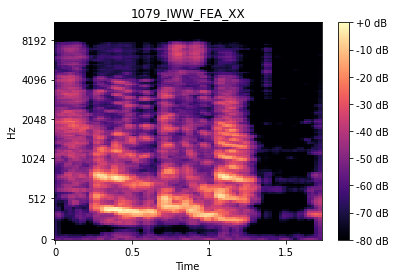 1079_IWW_FEA_XX
+0 dB
8192
-10 dB
4096
-20 dB
-30 dB
2048
Hz
-40 dB
1024
-50 dB
512
-60 dB
-70 dB
0
-80 dB
0
0.5
1
1.5
Time